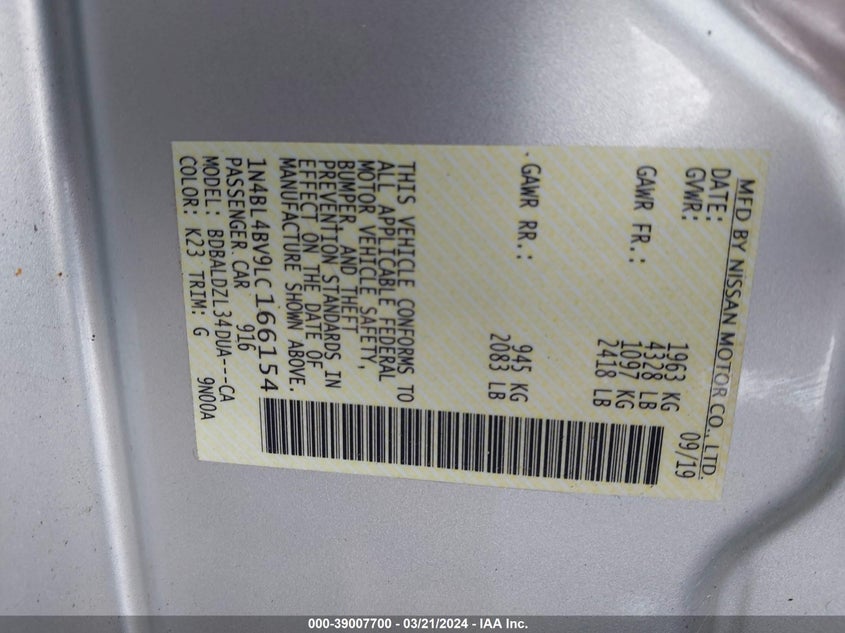 MFD BY NISSAN MOTOR CO., LTD.
DATE: 09/19
GVWR: 1963 KG
4328 LB
GAWR FR.: 1097 KG
2418 LB
GAWR RR.: 945 KG
2083 LB
THIS VEHICLE CONFORMS TO
ALL APPLICABLE FEDERAL
MOTOR VEHICLE SAFETY,
BUMPER, AND THEFT
PREVENTION STANDARDS IN
EFFECT ON THE DATE OF
MANUFACTURE SHOWN ABOVE.
1N4BL4BV9LC166154
PASSENGER CAR 916
MODEL: BDBALDZL34DUA---CA
COLOR: K23 TRIM: G 9N00A
000-39007700 - 03/21/2024 - IAA Inc.